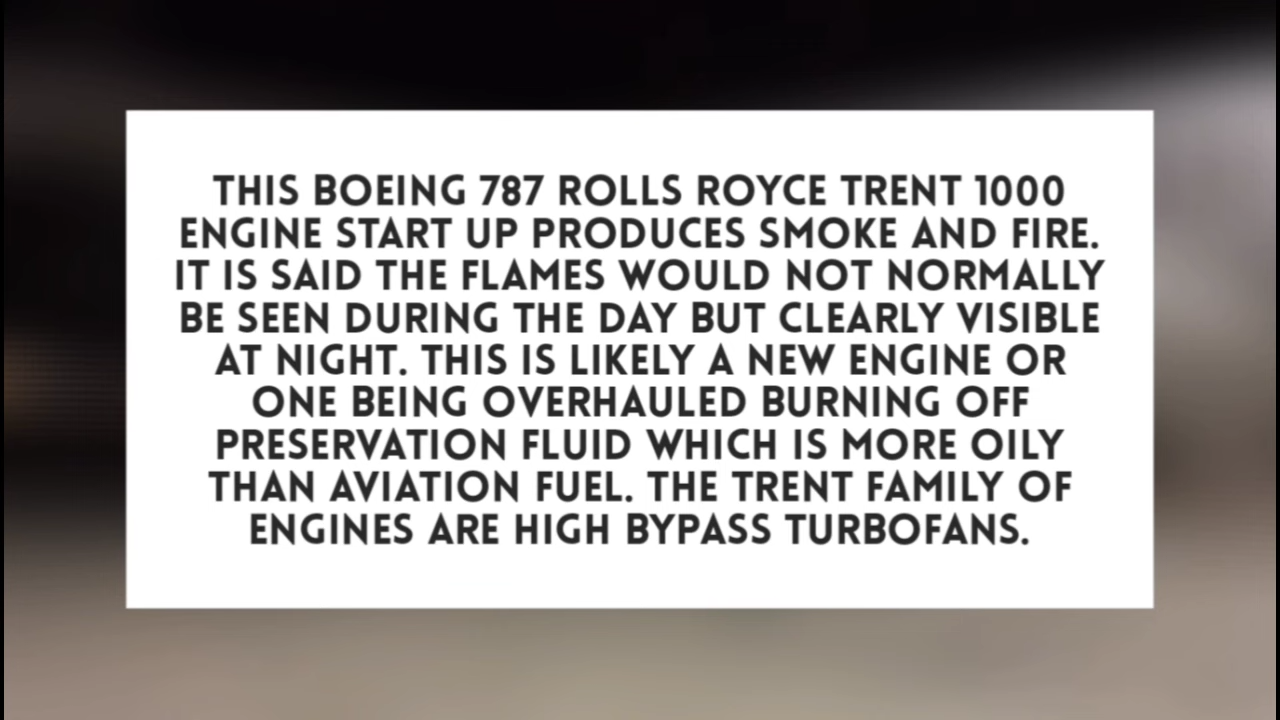 THIS BOEING 787 ROLLS ROYCE TRENT 1000
ENGINE START UP PRODUCES SMOKE AND FIRE.
IT IS SAID THE FLAMES WOULD NOT NORMALLY
BE SEEN DURING THE DAY BUT CLEARLY VISIBLE
AT NIGHT. THIS IS LIKELY A NEW ENGINE OR
ONE BEING OVERHAULED BURNING OFF
PRESERVATION FLUID WHICH IS MORE OILY
THAN AVIATION FUEL. THE TRENT FAMILY OF
ENGINES ARE HIGH BYPASS TURBOFANS.